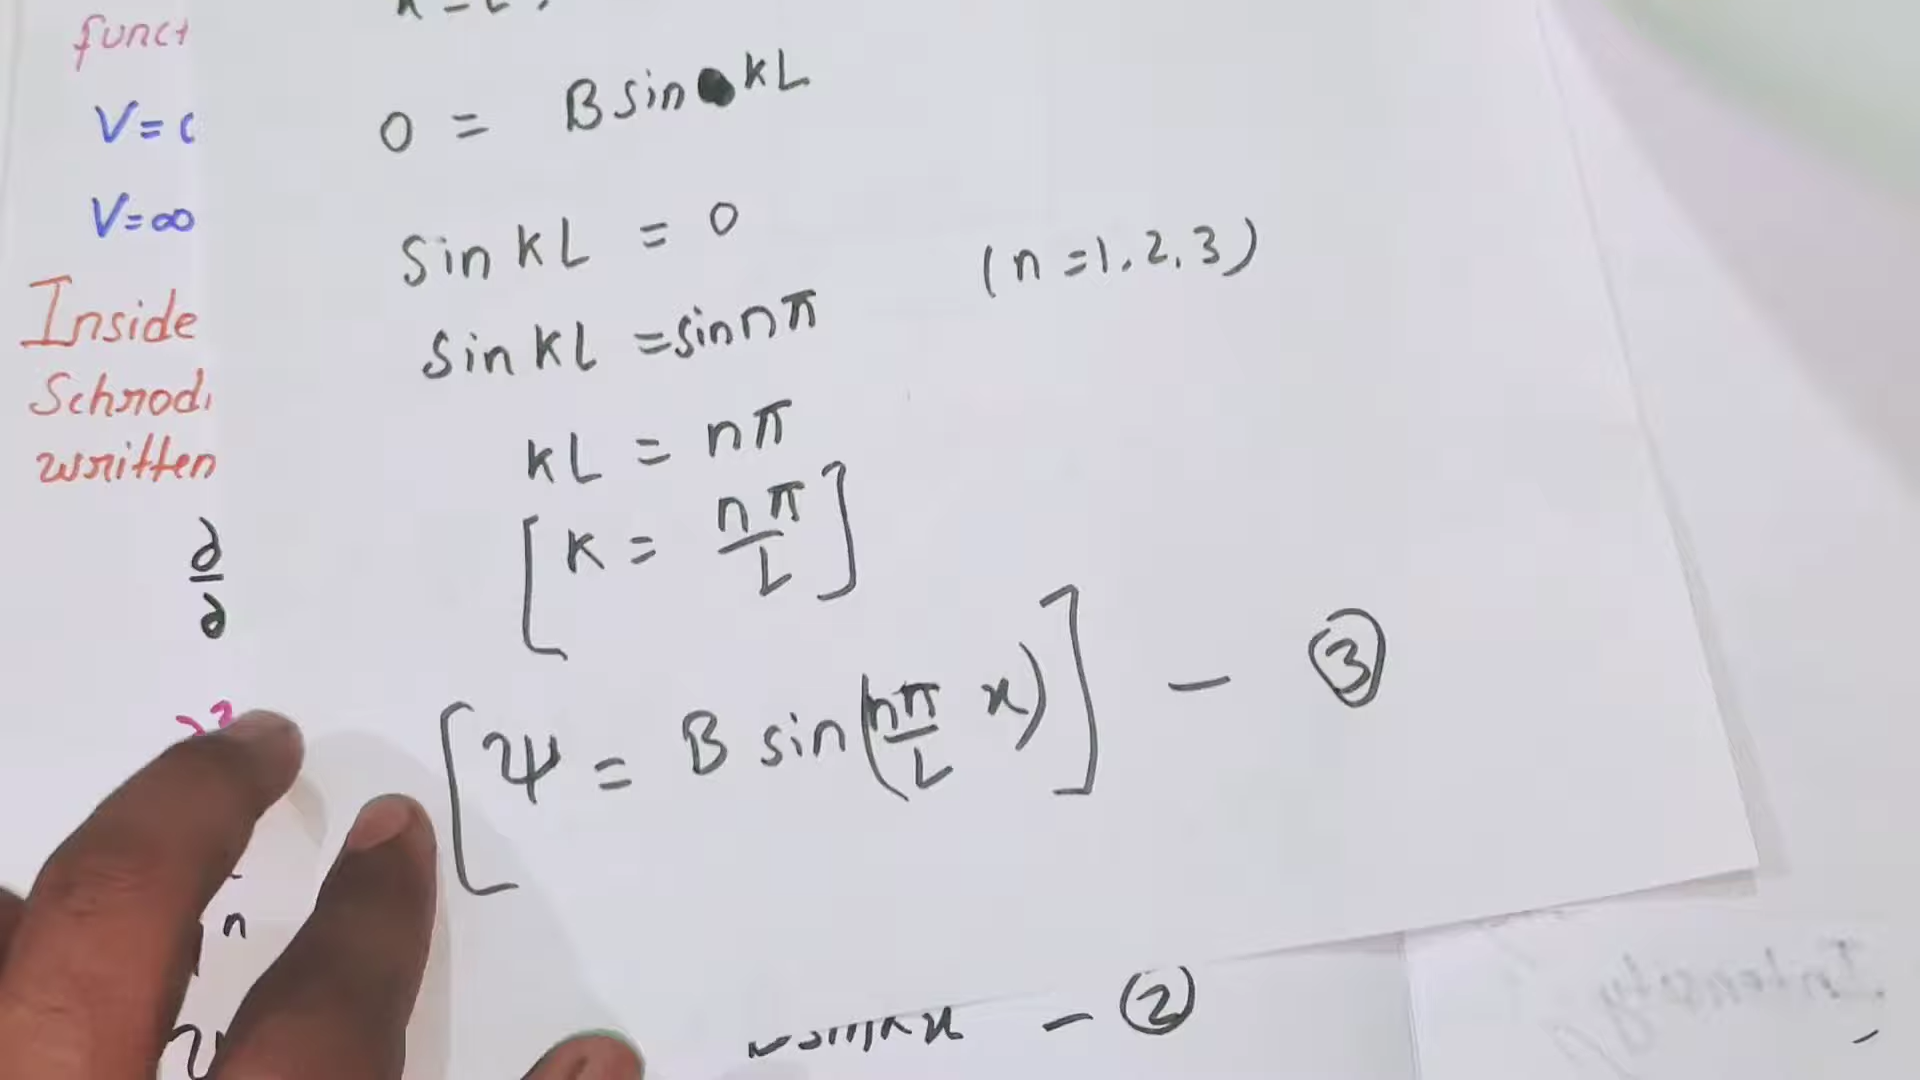 funct
V=
V=∞
Inside
Schrodi
written
∂
∂
n
0 = B sin kL
Sin kL = 0
(n =1,2,3)
Sin kL = sin nπ
kL = nπ
[k = nπ/L]
[Ψ = B sin(nπ/L x)] - ③
x - ②
Intensity